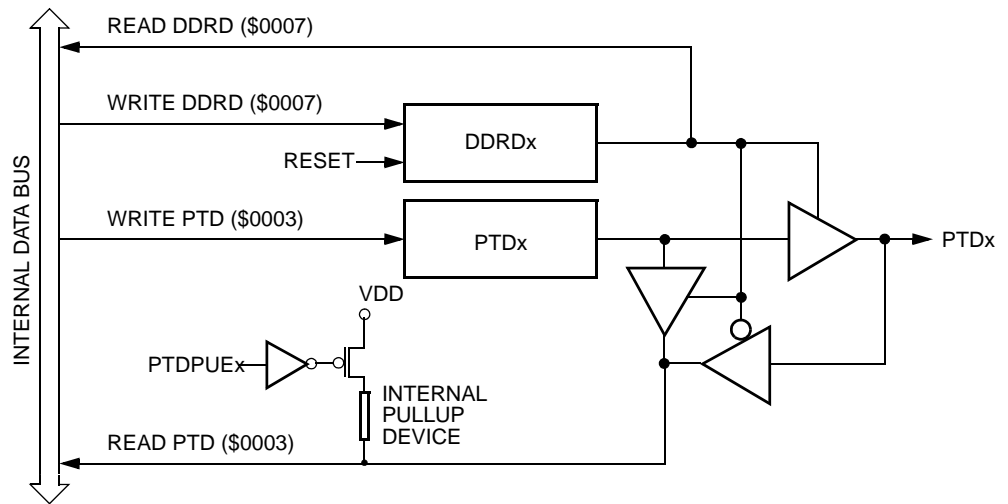 READ DDRD ($0007)
WRITE DDRD ($0007)
DDRDx
RESET
WRITE PTD ($0003)
PTDx
PTDx
INTERNAL DATA BUS
VDD
PTDPUEx
INTERNAL
PULLUP
DEVICE
READ PTD ($0003)